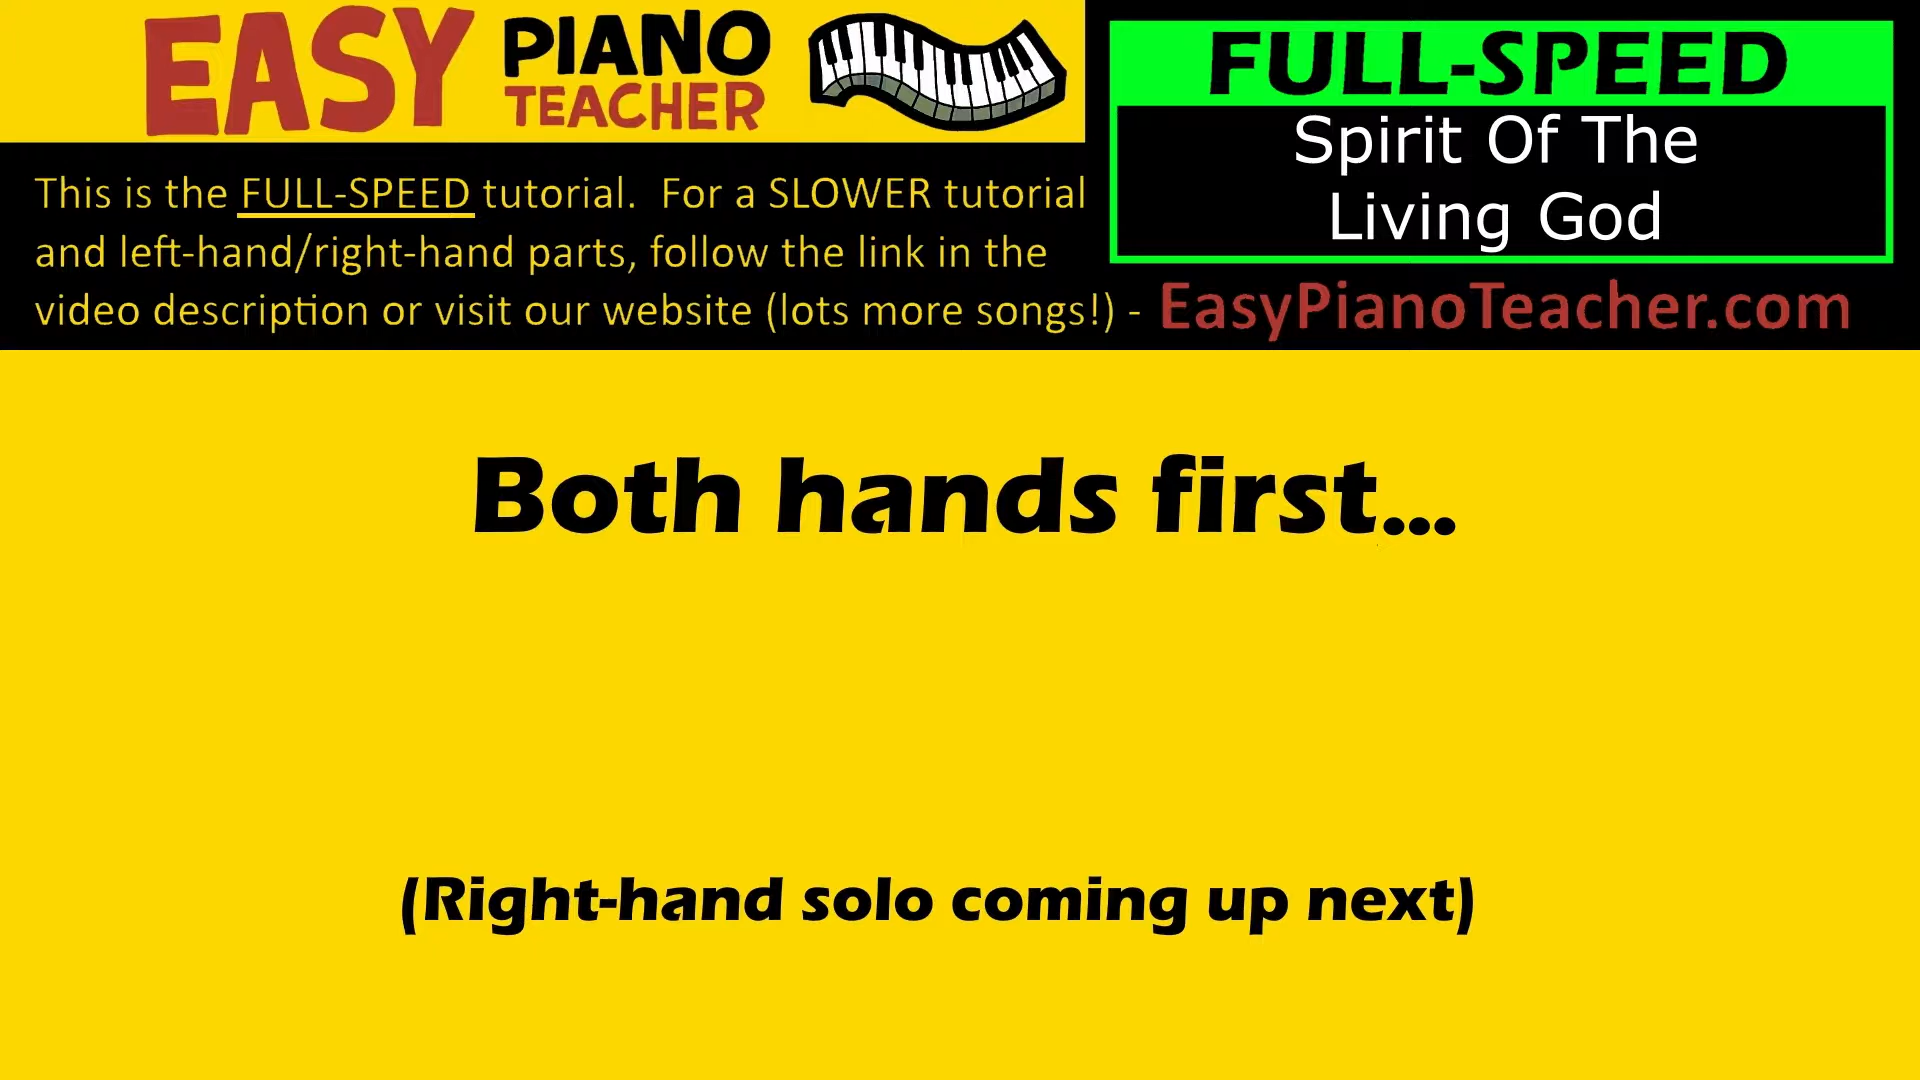 EASY PIANO TEACHER
FULL-SPEED
Spirit Of The
Living God
This is the FULL-SPEED tutorial.  For a SLOWER tutorial
and left-hand/right-hand parts, follow the link in the
video description or visit our website (lots more songs!) - EasyPianoTeacher.com
Both hands first...
(Right-hand solo coming up next)